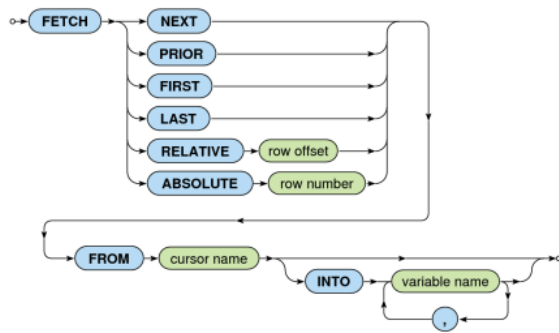 FETCH NEXT
PRIOR
FIRST
LAST
RELATIVE row offset
ABSOLUTE row number
FROM cursor name
INTO variable name
,